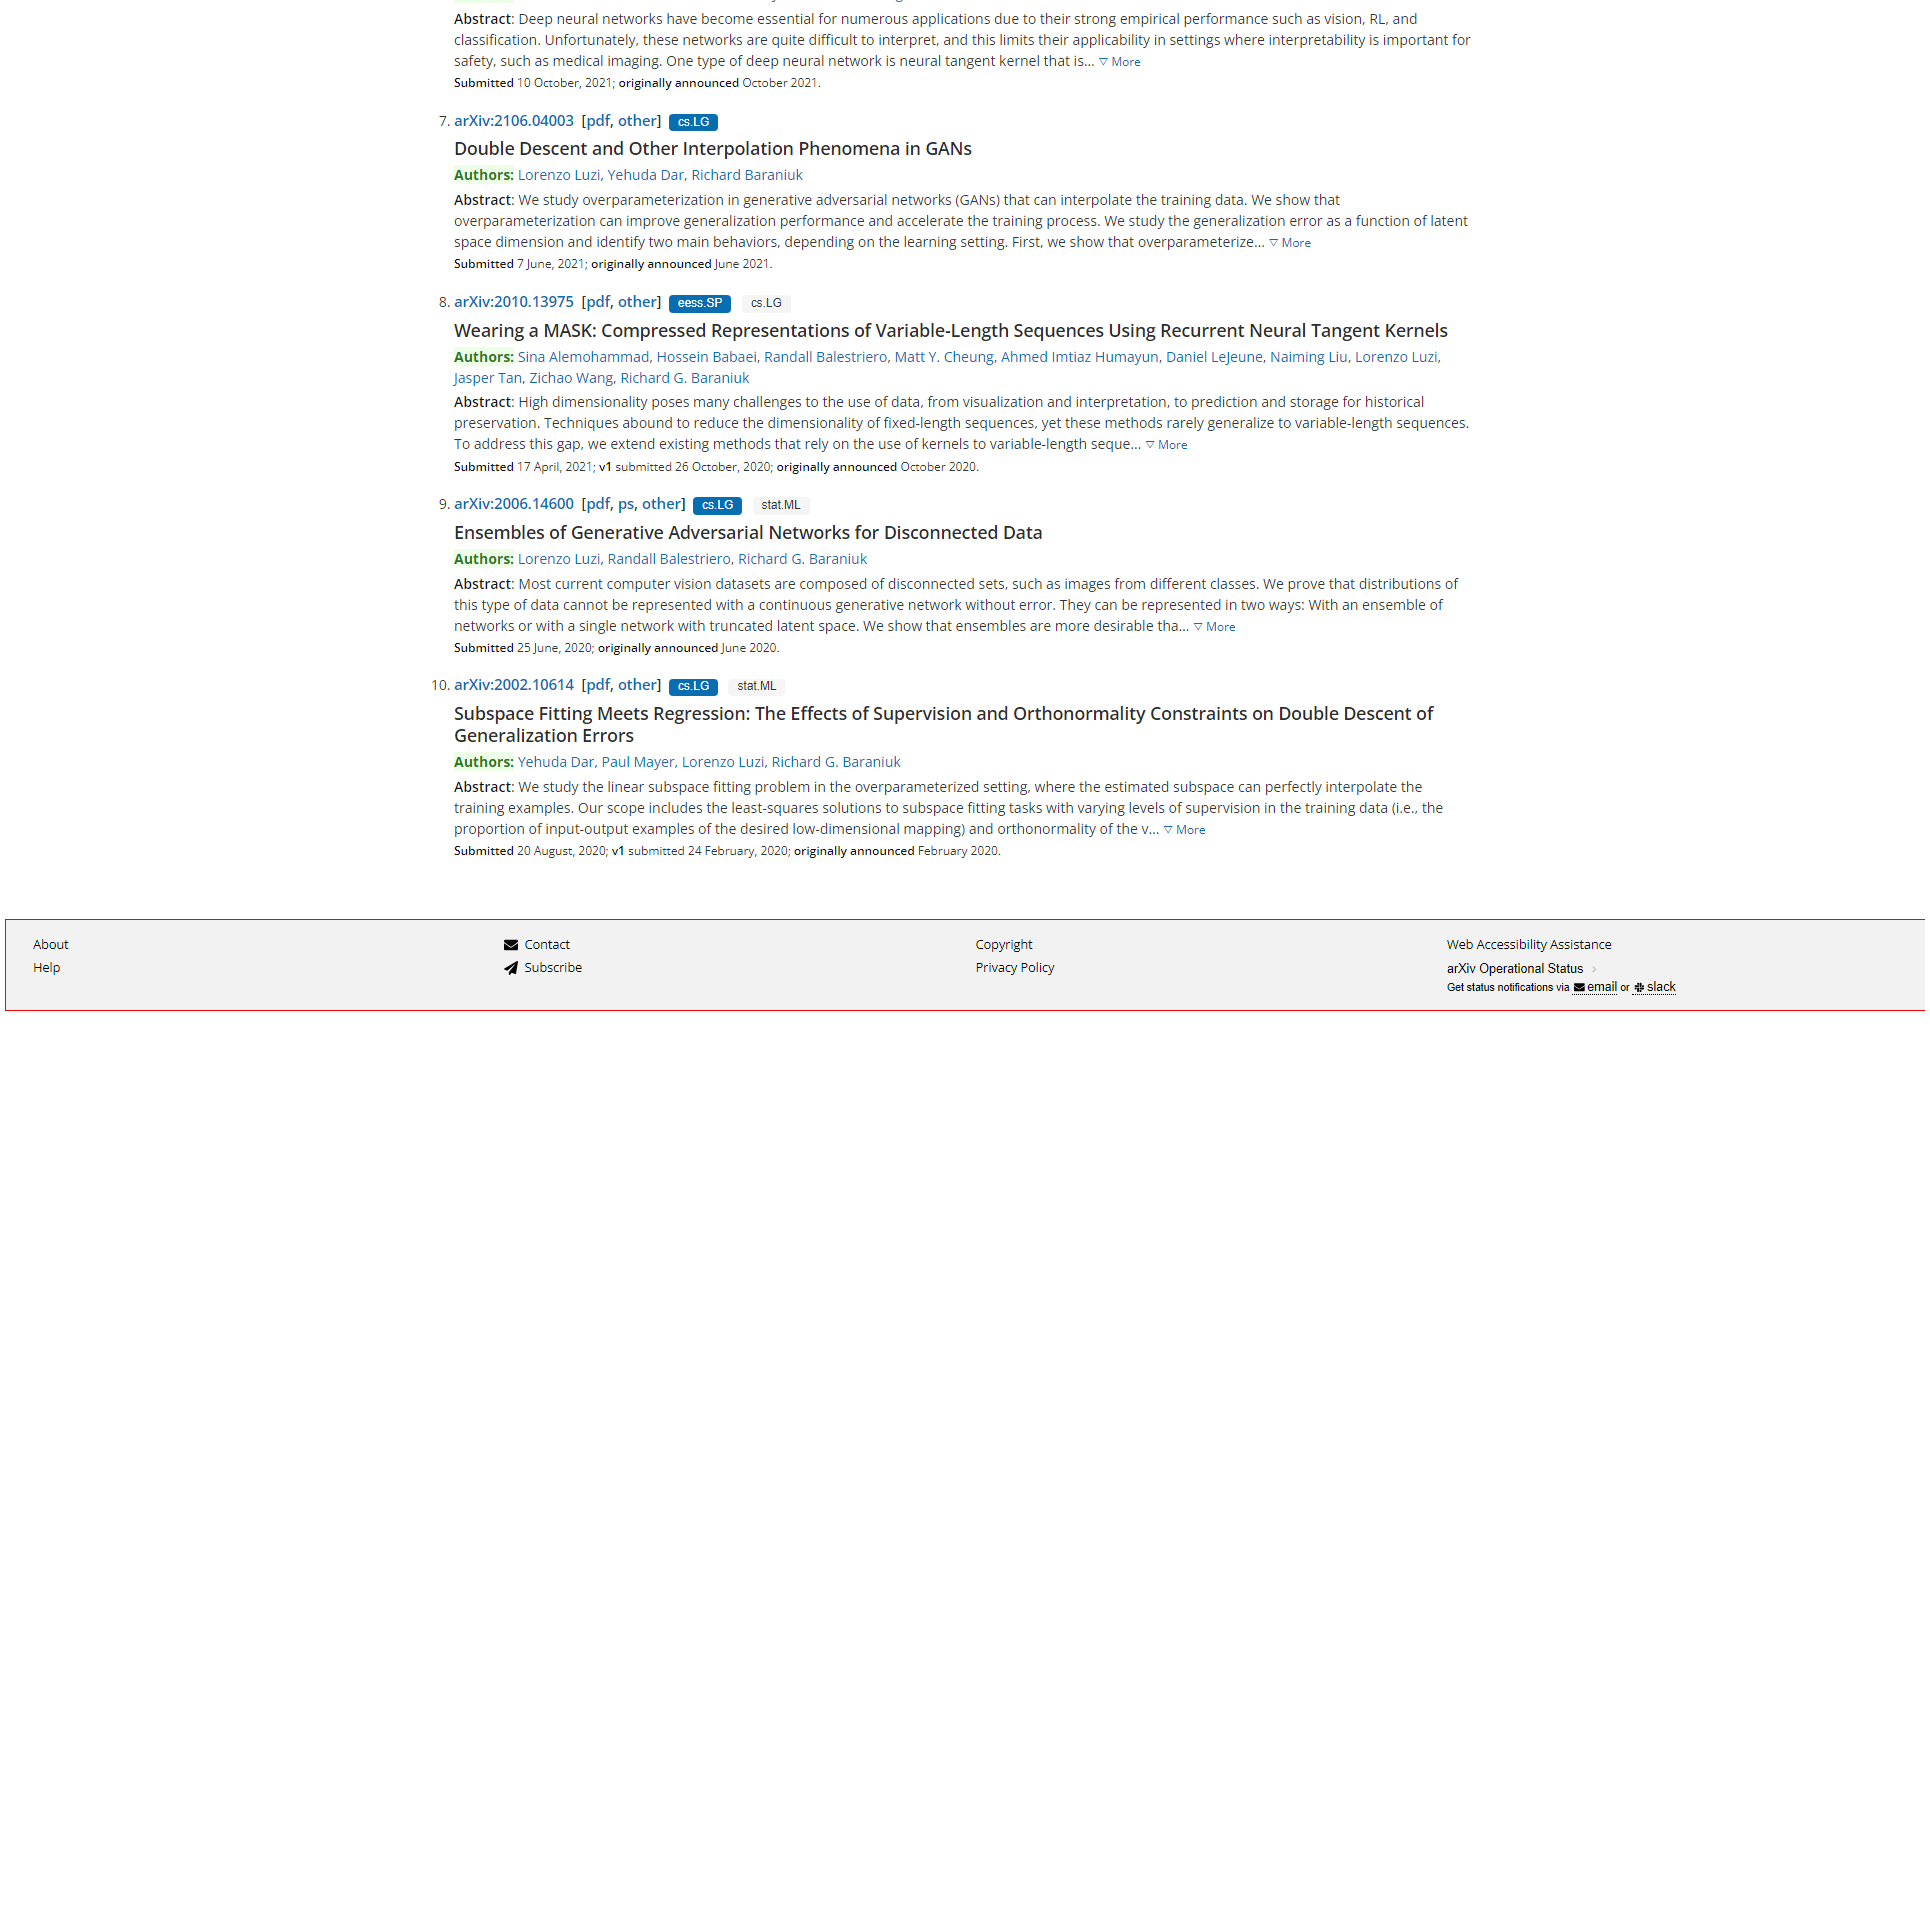 Abstract: Deep neural networks have become essential for numerous applications due to their strong empirical performance such as vision, RL, and
classification. Unfortunately, these networks are quite difficult to interpret, and this limits their applicability in settings where interpretability is important for
safety, such as medical imaging. One type of deep neural network is neural tangent kernel that is… ▽ More
Submitted 10 October, 2021; originally announced October 2021.
7. arXiv:2106.04003 [pdf, other] cs.LG
Double Descent and Other Interpolation Phenomena in GANs
Authors: Lorenzo Luzi, Yehuda Dar, Richard Baraniuk
Abstract: We study overparameterization in generative adversarial networks (GANs) that can interpolate the training data. We show that
overparameterization can improve generalization performance and accelerate the training process. We study the generalization error as a function of latent
space dimension and identify two main behaviors, depending on the learning setting. First, we show that overparameterize… ▽ More
Submitted 7 June, 2021; originally announced June 2021.
8. arXiv:2010.13975 [pdf, other] eess.SP cs.LG
Wearing a MASK: Compressed Representations of Variable-Length Sequences Using Recurrent Neural Tangent Kernels
Authors: Sina Alemohammad, Hossein Babaei, Randall Balestriero, Matt Y. Cheung, Ahmed Imtiaz Humayun, Daniel LeJeune, Naiming Liu, Lorenzo Luzi,
Jasper Tan, Zichao Wang, Richard G. Baraniuk
Abstract: High dimensionality poses many challenges to the use of data, from visualization and interpretation, to prediction and storage for historical
preservation. Techniques abound to reduce the dimensionality of fixed-length sequences, yet these methods rarely generalize to variable-length sequences.
To address this gap, we extend existing methods that rely on the use of kernels to variable-length seque… ▽ More
Submitted 17 April, 2021; v1 submitted 26 October, 2020; originally announced October 2020.
9. arXiv:2006.14600 [pdf, ps, other] cs.LG stat.ML
Ensembles of Generative Adversarial Networks for Disconnected Data
Authors: Lorenzo Luzi, Randall Balestriero, Richard G. Baraniuk
Abstract: Most current computer vision datasets are composed of disconnected sets, such as images from different classes. We prove that distributions of
this type of data cannot be represented with a continuous generative network without error. They can be represented in two ways: With an ensemble of
networks or with a single network with truncated latent space. We show that ensembles are more desirable tha… ▽ More
Submitted 25 June, 2020; originally announced June 2020.
10. arXiv:2002.10614 [pdf, other] cs.LG stat.ML
Subspace Fitting Meets Regression: The Effects of Supervision and Orthonormality Constraints on Double Descent of
Generalization Errors
Authors: Yehuda Dar, Paul Mayer, Lorenzo Luzi, Richard G. Baraniuk
Abstract: We study the linear subspace fitting problem in the overparameterized setting, where the estimated subspace can perfectly interpolate the
training examples. Our scope includes the least-squares solutions to subspace fitting tasks with varying levels of supervision in the training data (i.e., the
proportion of input-output examples of the desired low-dimensional mapping) and orthonormality of the v… ▽ More
Submitted 20 August, 2020; v1 submitted 24 February, 2020; originally announced February 2020.
About
Help
Contact
Subscribe
Copyright
Privacy Policy
Web Accessibility Assistance
arXiv Operational Status
Get status notifications via email or slack